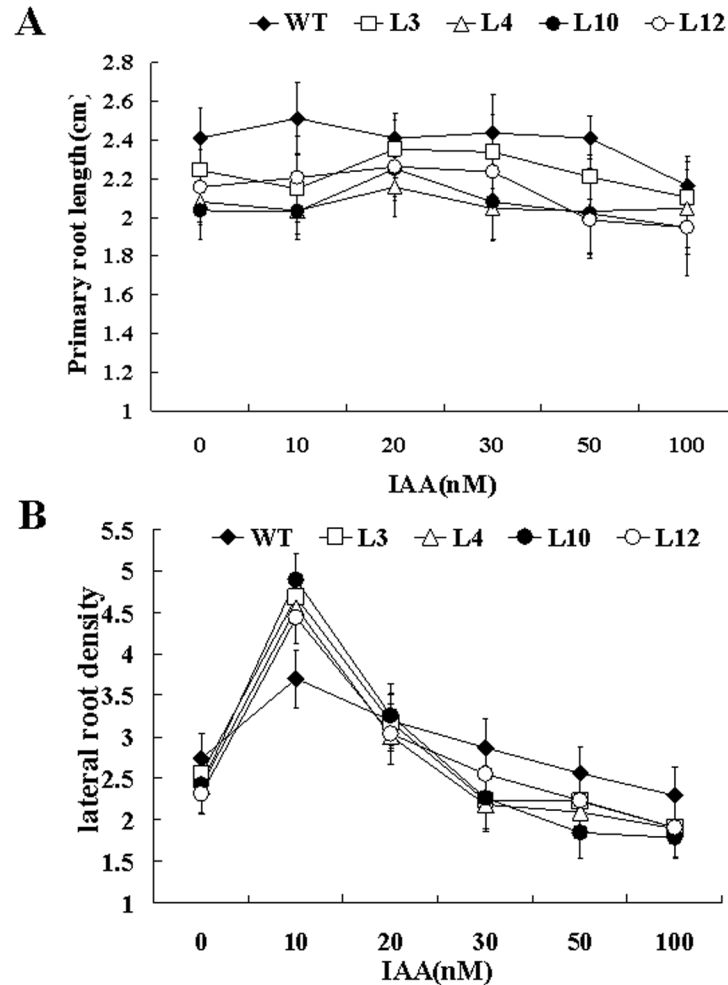 A
WT L3 L4 L10 L12
Primary root length(cm)
2.8
2.6
2.4
2.2
2
1.8
1.6
1.4
1.2
1
0 10 20 30 50 100
IAA(nM)
B
WT L3 L4 L10 L12
lateral root density
5.5
5
4.5
4
3.5
3
2.5
2
1.5
1
0 10 20 30 50 100
IAA(nM)